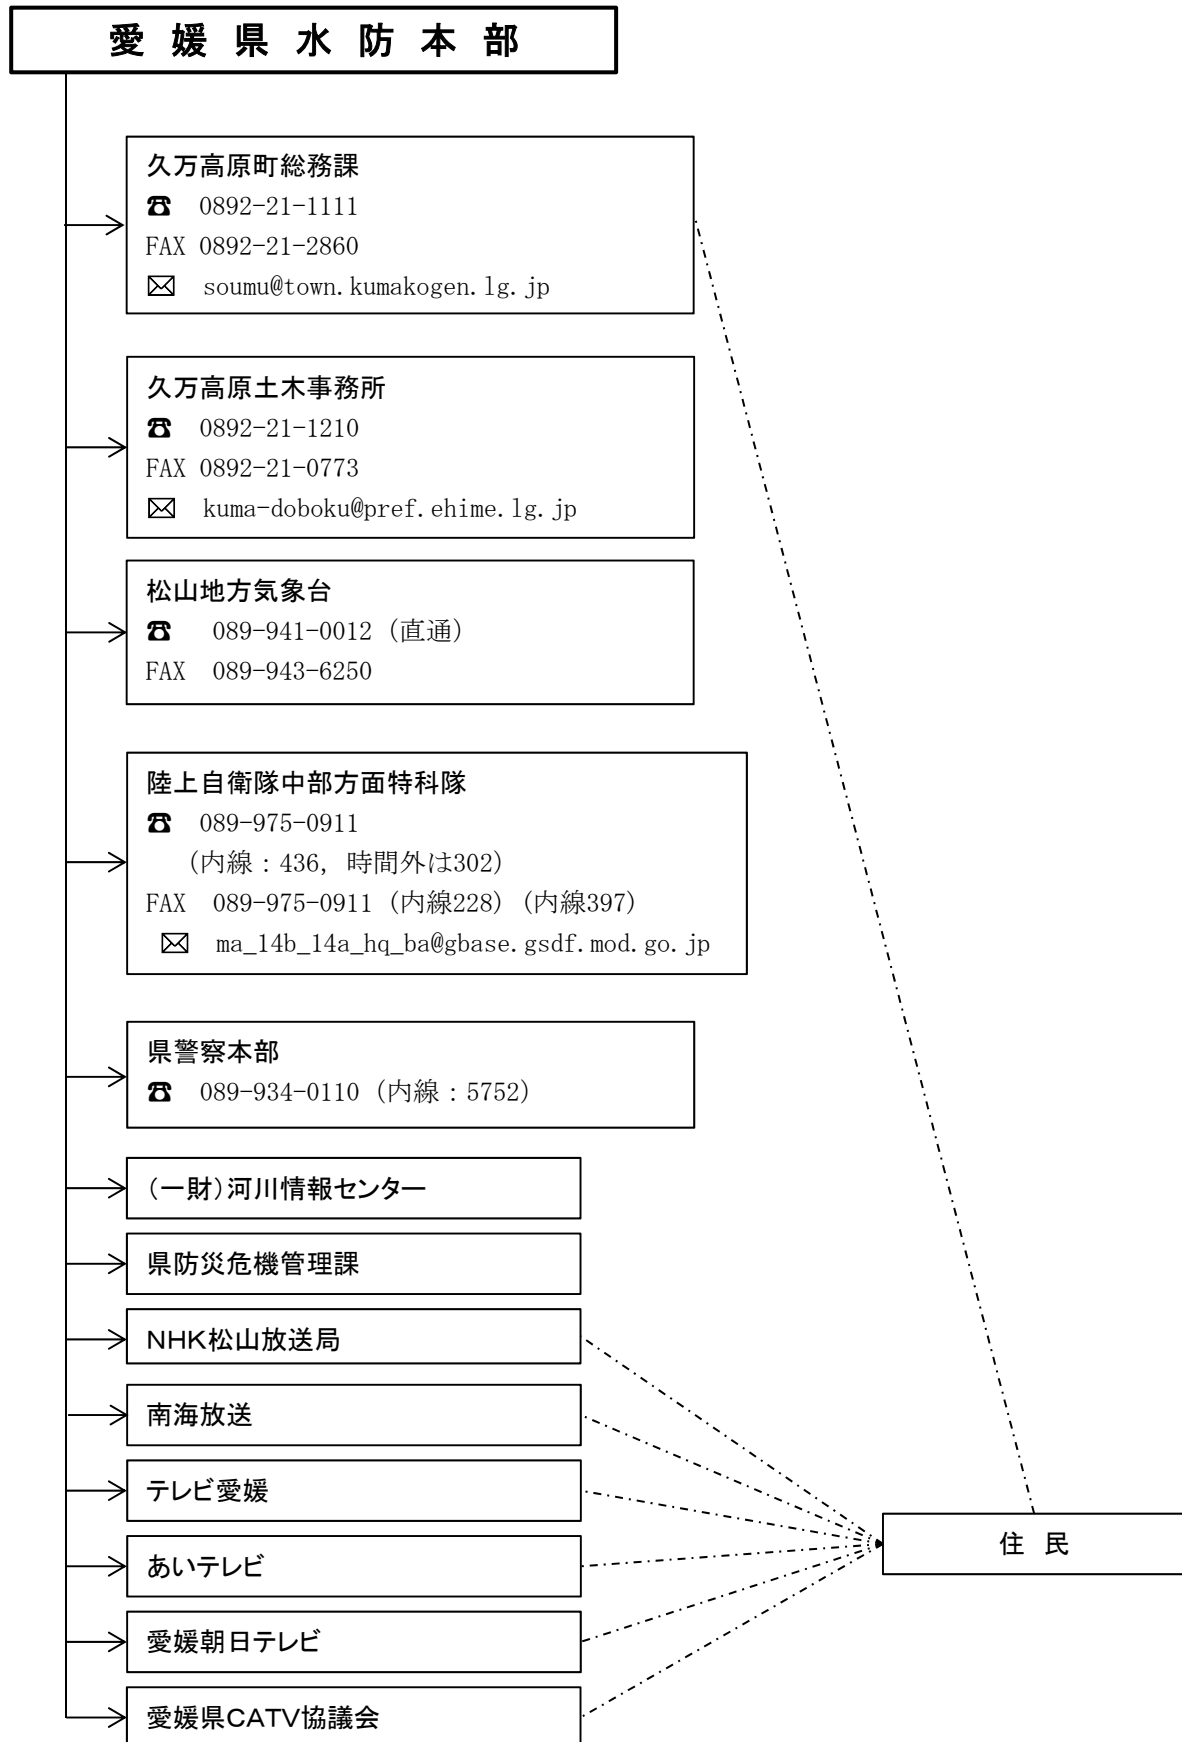 愛媛県水防本部
久万高原町総務課
☎ 0892-21-1111
FAX 0892-21-2860
✉ soumu@town.kumakogen.lg.jp
久万高原土木事務所
☎ 0892-21-1210
FAX 0892-21-0773
✉ kuma-doboku@pref.ehime.lg.jp
松山地方気象台
☎ 089-941-0012（直通）
FAX 089-943-6250
陸上自衛隊中部方面特科隊
☎ 089-975-0911
（内線：436，時間外は302）
FAX 089-975-0911（内線228）（内線397）
✉ ma_14b_14a_hq_ba@gbase.gsdf.mod.go.jp
県警察本部
☎ 089-934-0110（内線：5752）
（一財）河川情報センター
県防災危機管理課
NHK松山放送局
南海放送
テレビ愛媛
あいテレビ
住 民
愛媛朝日テレビ
愛媛県CATV協議会